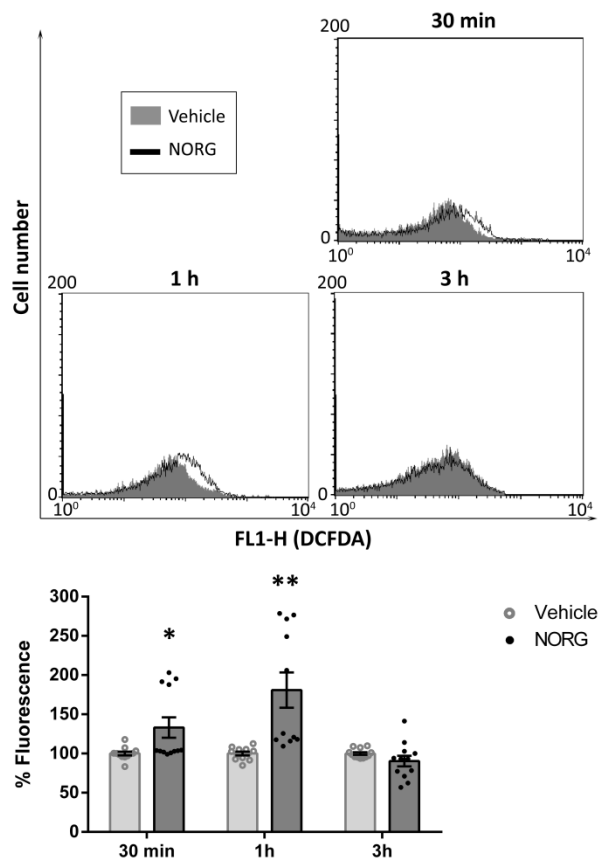 30 min
200
Vehicle
NORG
0
10⁰
10⁴
Cell number
1 h
3 h
200
200
0
0
10⁰
10⁴
10⁰
10⁴
FL1-H (DCFDA)
300
250
200
150
100
50
0
% Fluorescence
*
**
Vehicle
NORG
30 min
1h
3h